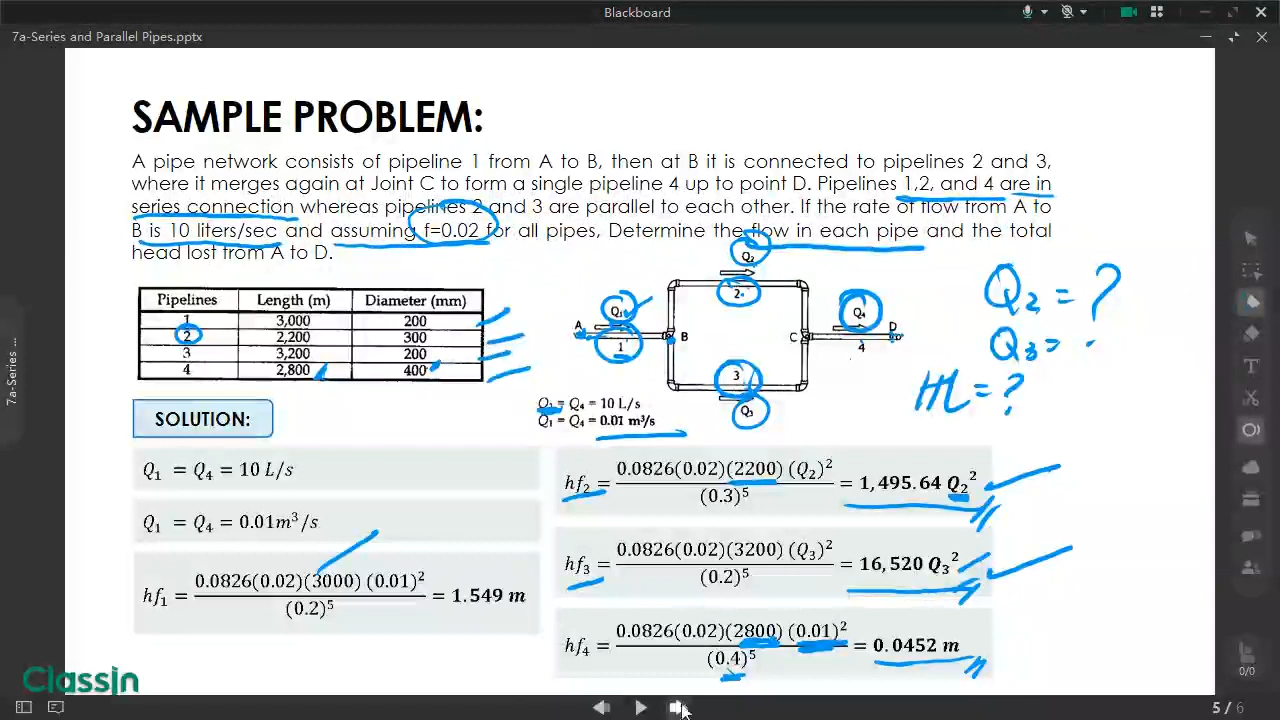 Blackboard
7a-Series and Parallel Pipes.pptx
SAMPLE PROBLEM:
A pipe network consists of pipeline 1 from A to B, then at B it is connected to pipelines 2 and 3,
where it merges again at Joint C to form a single pipeline 4 up to point D. Pipelines 1,2, and 4 are in
series connection whereas pipelines 2 and 3 are parallel to each other. If the rate of flow from A to
B is 10 liters/sec and assuming f=0.02 for all pipes, Determine the flow in each pipe and the total
head lost from A to D.
Pipelines Length (m) Diameter (mm)
1 3,000 200
2 2,200 300
3 3,200 200
4 2,800 400
Q₂
2
Q₁
A
1
B
C
Q₄
D
4
3
Q₃
Q₁ = Q₄ = 10 L/s
Q₁ = Q₄ = 0.01 m³/s
Q₂ = ?
Q₃ =
HL = ?
SOLUTION:
Q₁ = Q₄ = 10 L/s
Q₁ = Q₄ = 0.01m³/s
hf₁ = 0.0826(0.02)(3000) (0.01)² / (0.2)⁵ = 1.549 m
hf₂ = 0.0826(0.02)(2200) (Q₂)² / (0.3)⁵ = 1,495.64 Q₂²
hf₃ = 0.0826(0.02)(3200) (Q₃)² / (0.2)⁵ = 16,520 Q₃²
hf₄ = 0.0826(0.02)(2800) (0.01)² / (0.4)⁵ = 0.0452 m
7a-Series ...
0/0
ClassIn
5 / 6